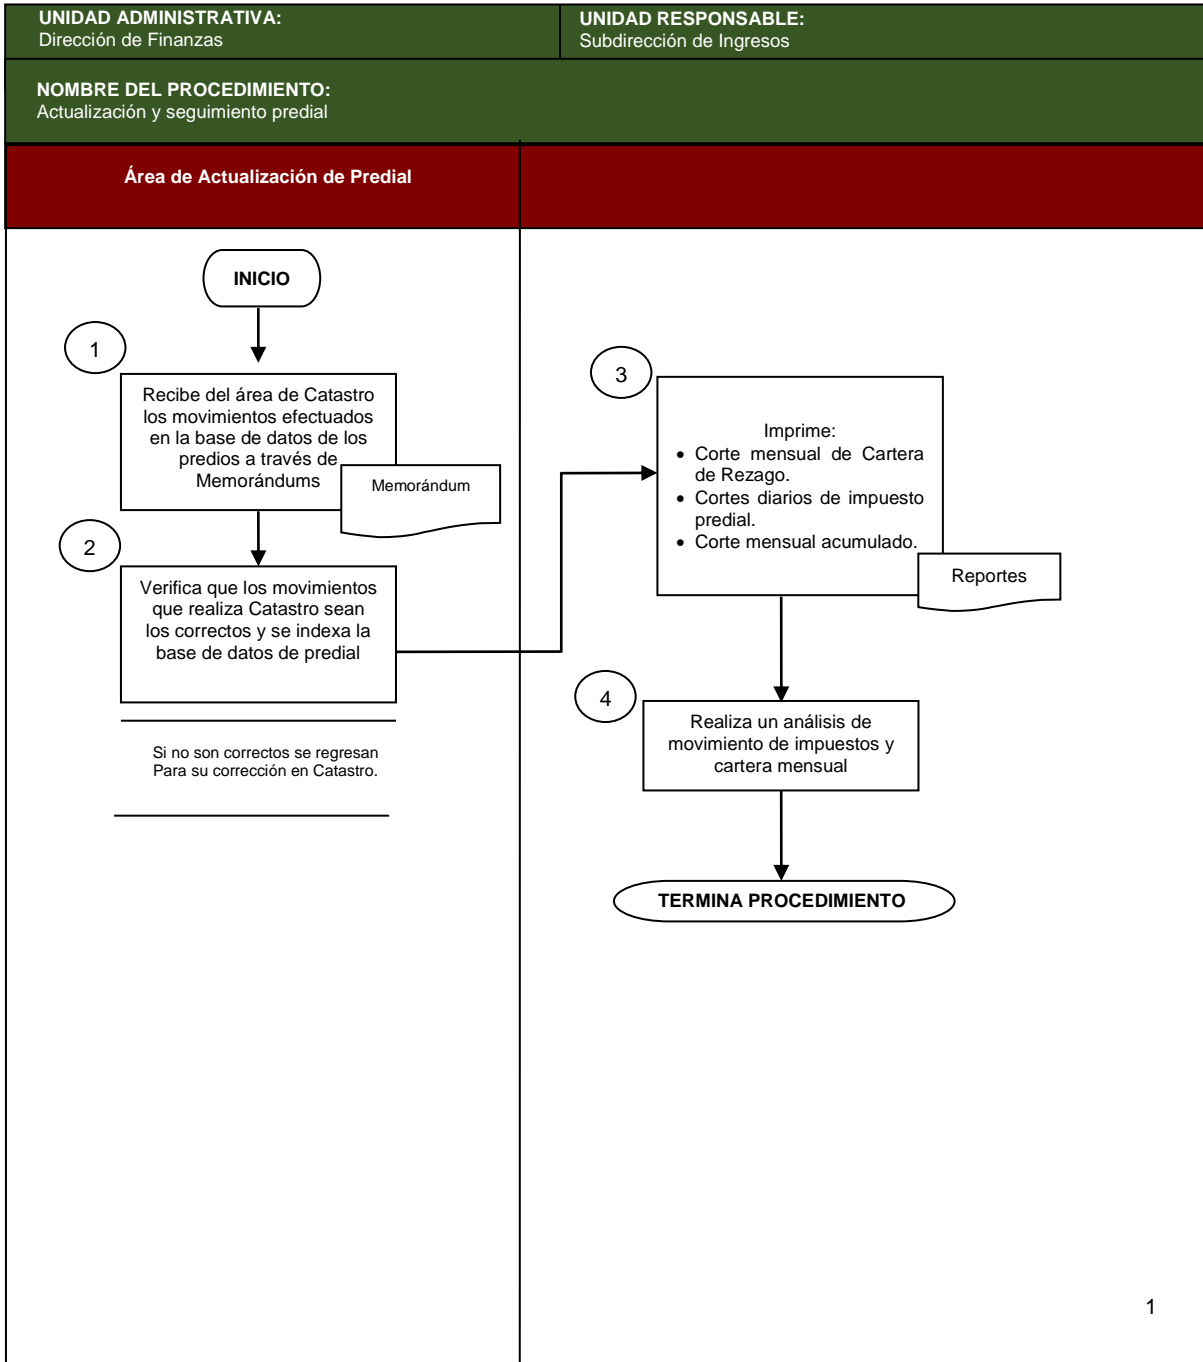 UNIDAD ADMINISTRATIVA:
Dirección de Finanzas
UNIDAD RESPONSABLE:
Subdirección de Ingresos
NOMBRE DEL PROCEDIMIENTO:
Actualización y seguimiento predial
Área de Actualización de Predial
INICIO
1
Recibe del área de Catastro
los movimientos efectuados
en la base de datos de los
predios a través de
Memorándums
Memorándum
2
Verifica que los movimientos
que realiza Catastro sean
los correctos y se indexa la
base de datos de predial
Si no son correctos se regresan
Para su corrección en Catastro.
3
Imprime:
• Corte mensual de Cartera
de Rezago.
• Cortes diarios de impuesto
predial.
• Corte mensual acumulado.
Reportes
4
Realiza un análisis de
movimiento de impuestos y
cartera mensual
TERMINA PROCEDIMIENTO
1